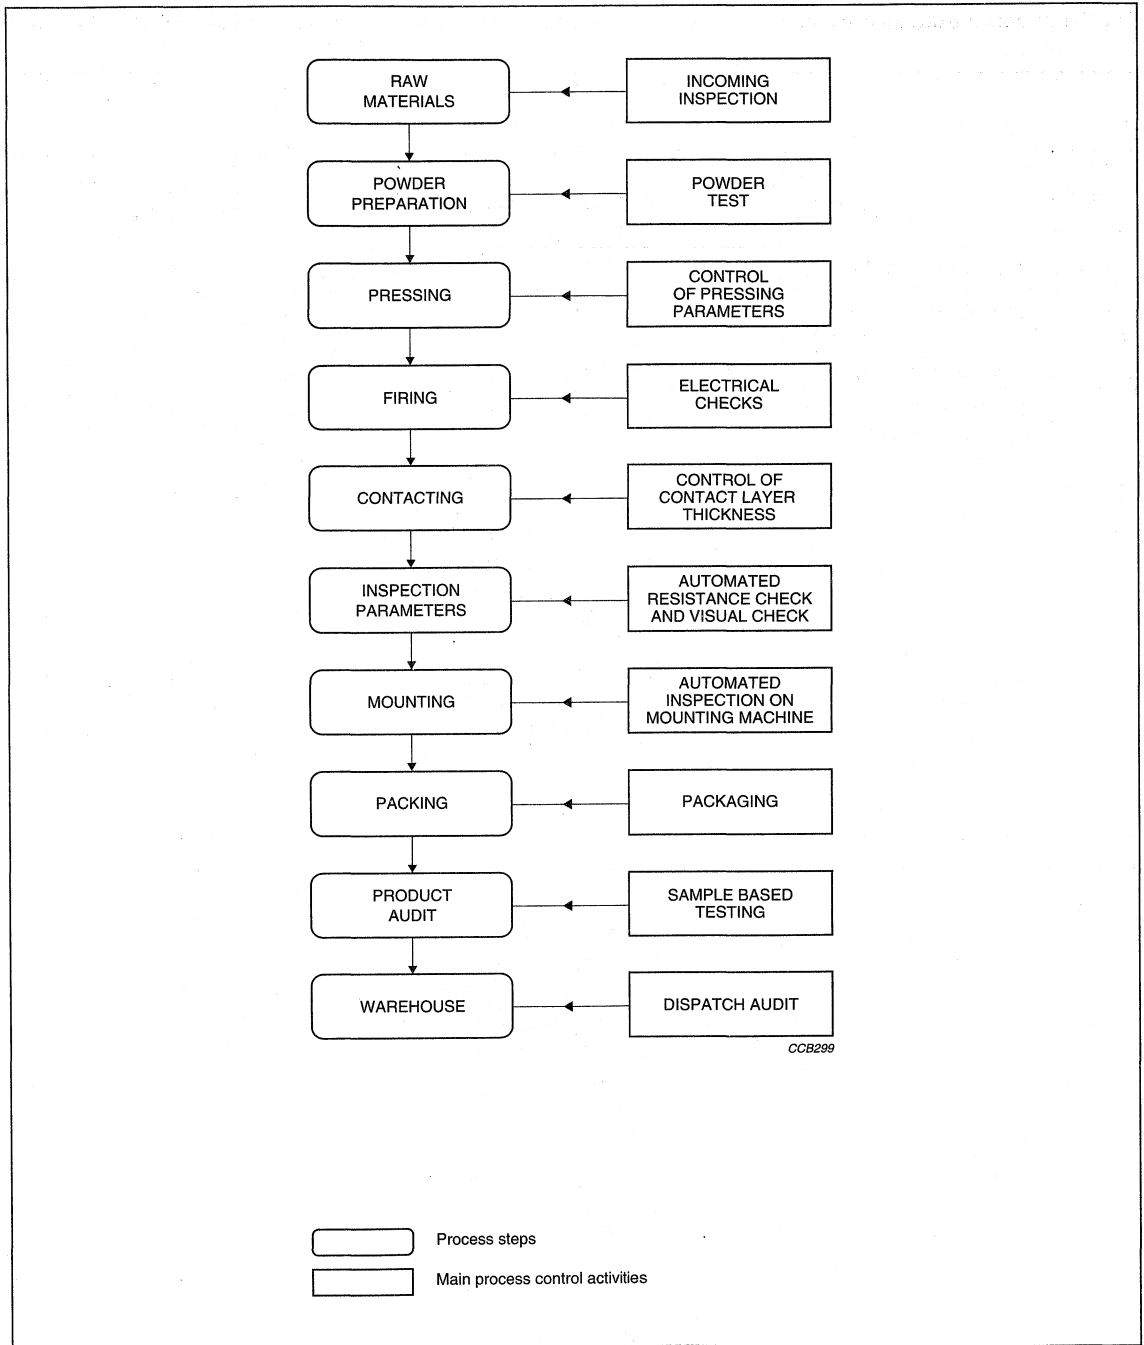 RAW
MATERIALS
INCOMING
INSPECTION
POWDER
PREPARATION
POWDER
TEST
PRESSING
CONTROL
OF PRESSING
PARAMETERS
FIRING
ELECTRICAL
CHECKS
CONTACTING
CONTROL OF
CONTACT LAYER
THICKNESS
INSPECTION
PARAMETERS
AUTOMATED
RESISTANCE CHECK
AND VISUAL CHECK
MOUNTING
AUTOMATED
INSPECTION ON
MOUNTING MACHINE
PACKING
PACKAGING
PRODUCT
AUDIT
SAMPLE BASED
TESTING
WAREHOUSE
DISPATCH AUDIT
CCB299
Process steps
Main process control activities